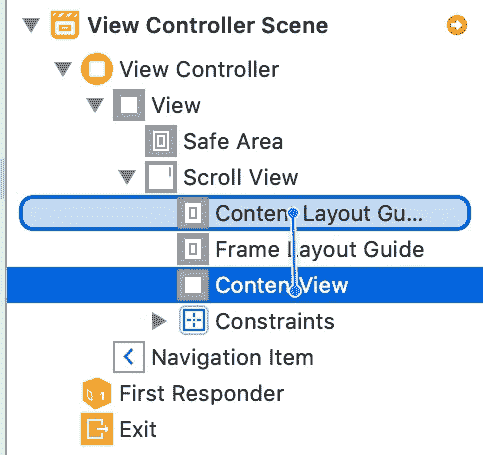 View Controller Scene
View Controller
View
Safe Area
Scroll View
Content Layout Gu...
Frame Layout Guide
Content View
Constraints
Navigation Item
First Responder
Exit